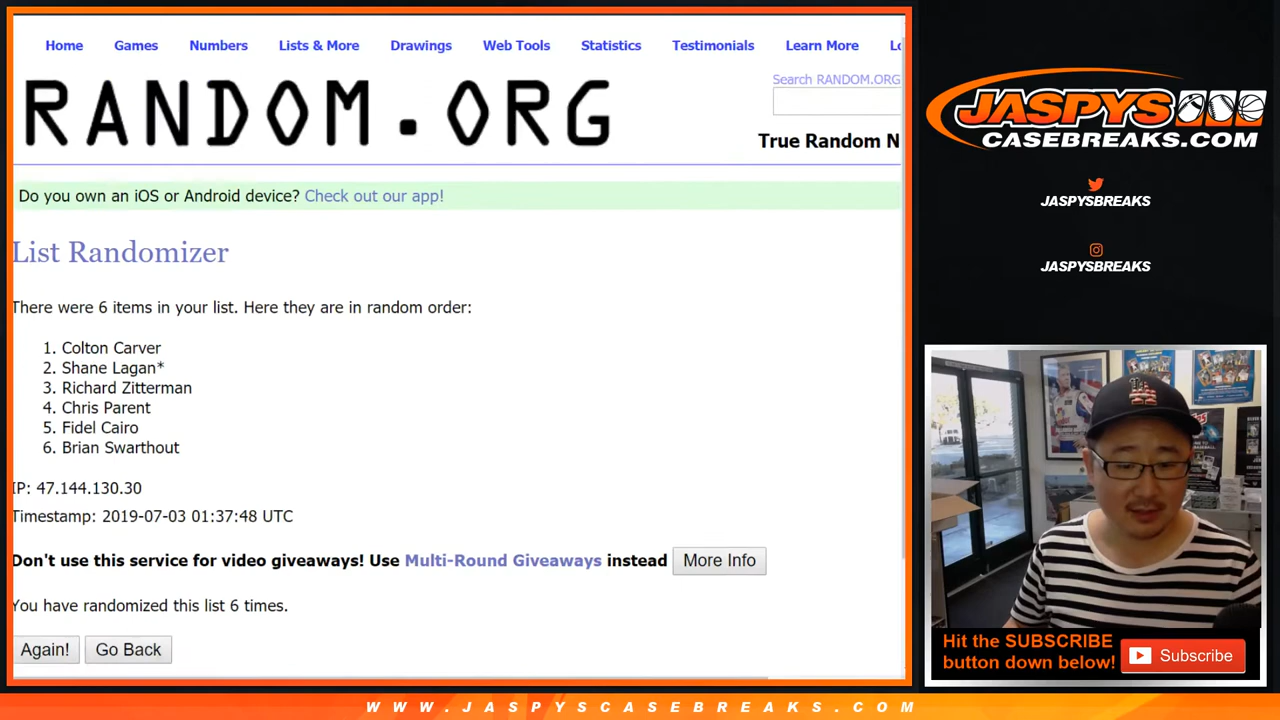 Home Games Numbers Lists & More Drawings Web Tools Statistics Testimonials Learn More Lo
Search RANDOM.ORG
RANDOM.ORG
True Random N
Do you own an iOS or Android device? Check out our app!
List Randomizer
There were 6 items in your list. Here they are in random order:
1. Colton Carver
2. Shane Lagan*
3. Richard Zitterman
4. Chris Parent
5. Fidel Cairo
6. Brian Swarthout
IP: 47.144.130.30
Timestamp: 2019-07-03 01:37:48 UTC
Don't use this service for video giveaways! Use Multi-Round Giveaways instead More Info
You have randomized this list 6 times.
Again! Go Back
JASPYS
CASEBREAKS.COM
JASPYSBREAKS
JASPYSBREAKS
Hit the SUBSCRIBE
button down below!
Subscribe
WWW.JASPYSCASEBREAKS.COM